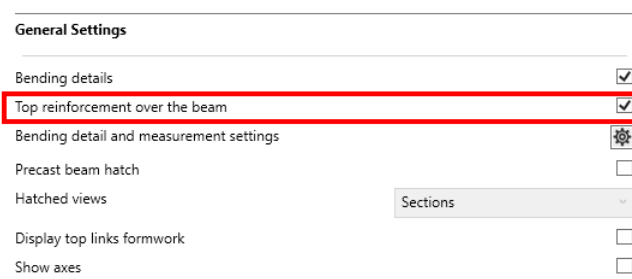 General Settings
Bending details
Top reinforcement over the beam
Bending detail and measurement settings
Precast beam hatch
Hatched views
Sections
Display top links formwork
Show axes